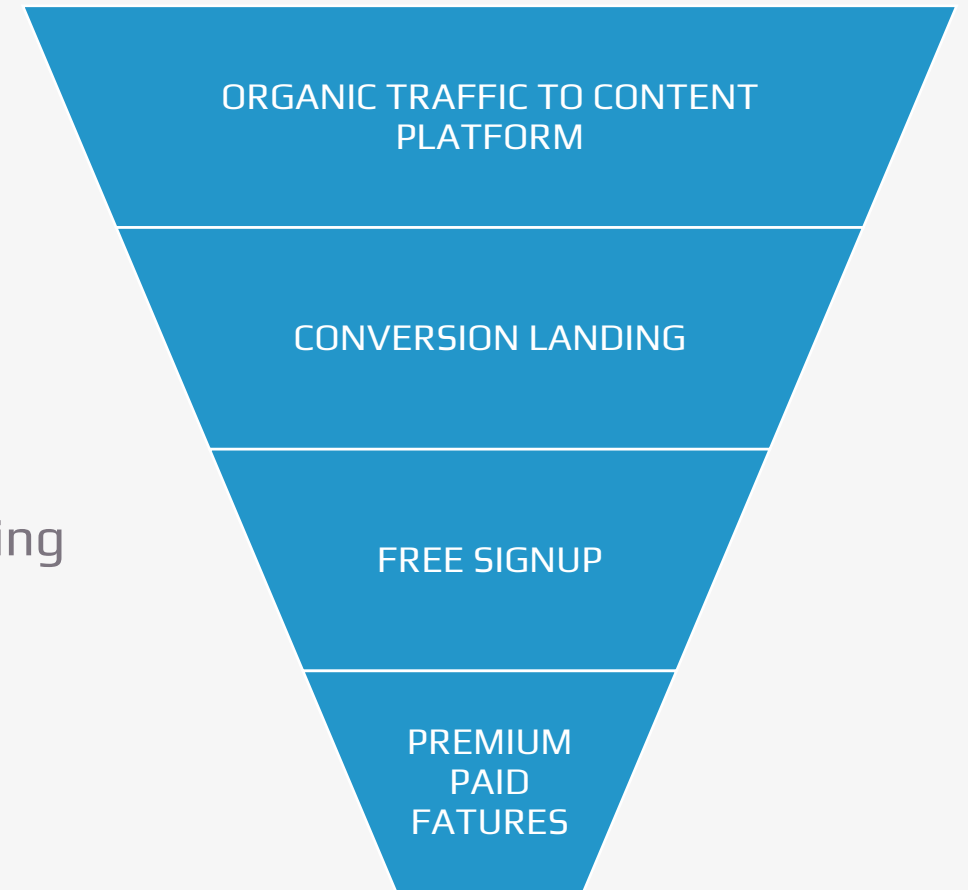 ORGANIC TRAFFIC TO CONTENT
PLATFORM
CONVERSION LANDING
ing
FREE SIGNUP
PREMIUM
PAID
FATURES